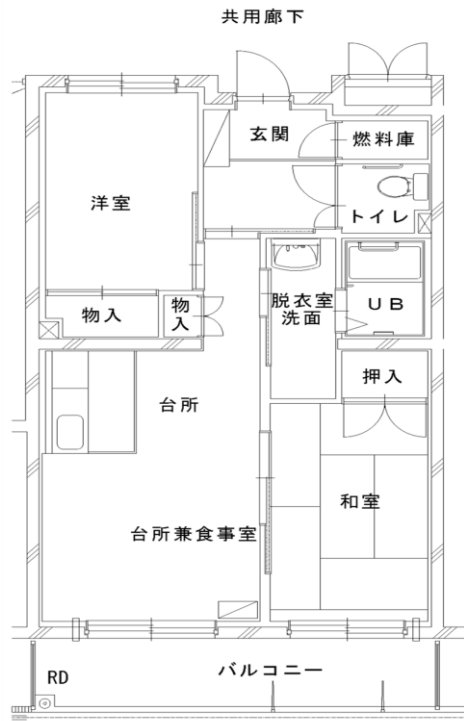 共用廊下
玄関
燃料庫
洋室
トイレ
物入
物入
脱衣室
洗面
UB
押入
台所
和室
台所兼食事室
バルコニー
RD